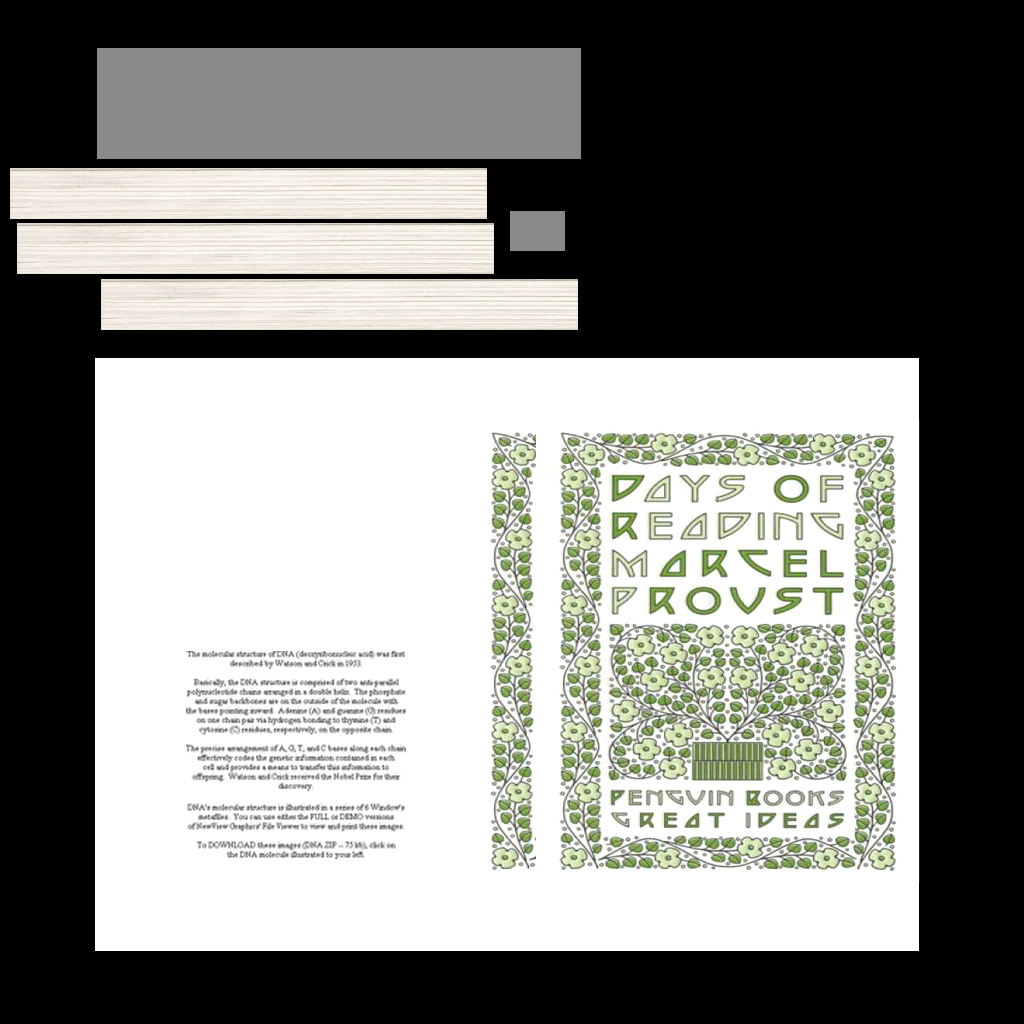 The molecular structure of DNA (deoxyribonucleic acid) was first
described by Watson and Crick in 1953.
Basically, the DNA structure is comprised of two anti-parallel
polynucleotide chains arranged in a double helix. The phosphate
and sugar backbones are on the outside of the molecule with
the bases pointing inward. Adenine (A) and guanine (G) residues
on one chain pair via hydrogen bonding to thymine (T) and
cytosine (C) residues, respectively, on the opposite chain.
The precise arrangement of A, G, T, and C bases along each chain
effectively codes the genetic information contained in each
cell and provides a means to transfer this information to
offspring. Watson and Crick received the Nobel Prize for their
discovery.
DNA's molecular structure is illustrated in a series of 6 Window's
metafiles. You can use either the FULL or DEMO versions
of NewView Graphics' File Viewer to view and print these images.
To DOWNLOAD these images (DNA.ZIP -- 75 kb), click on
the DNA molecule illustrated to your left.
DAYS OF
READING
MARCEL
PROUST
PENGUIN BOOKS
GREAT IDEAS